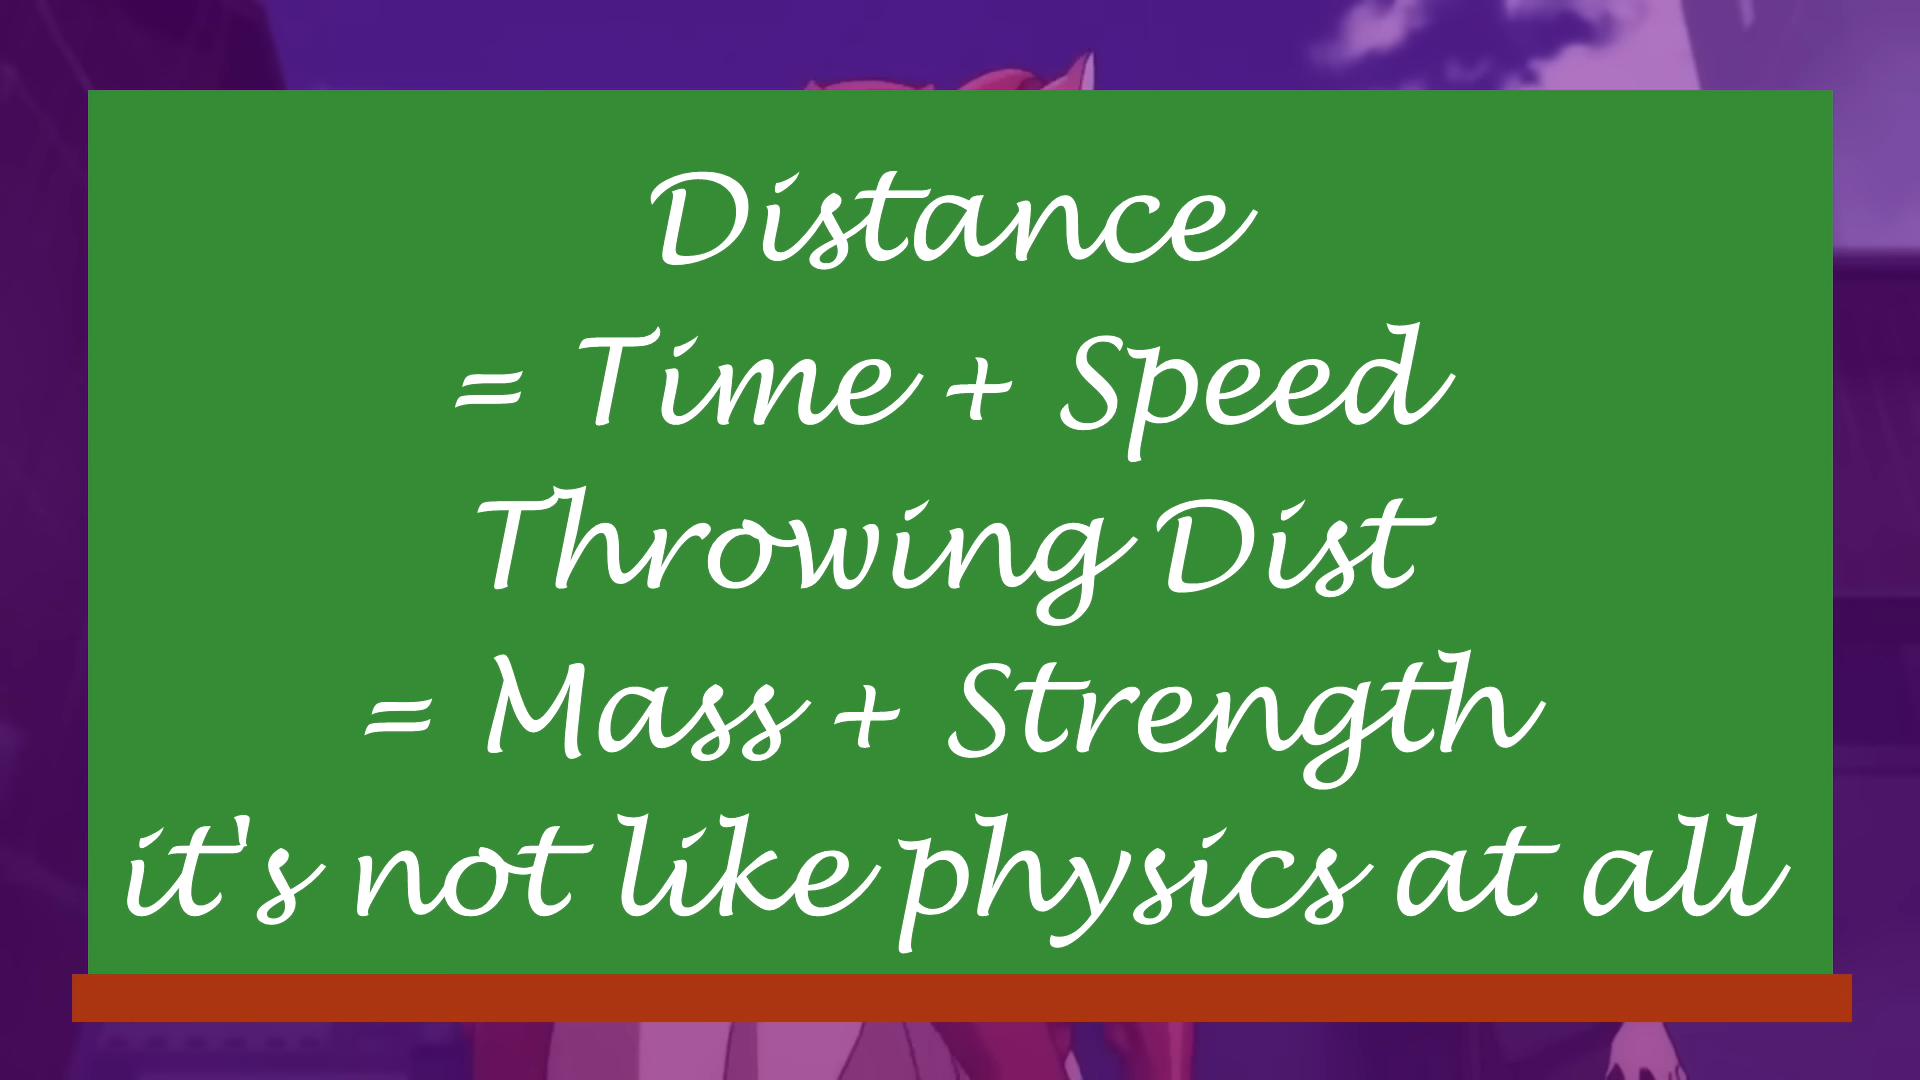 Distance
= Time + Speed
Throwing Dist
= Mass + Strength
it's not like physics at all